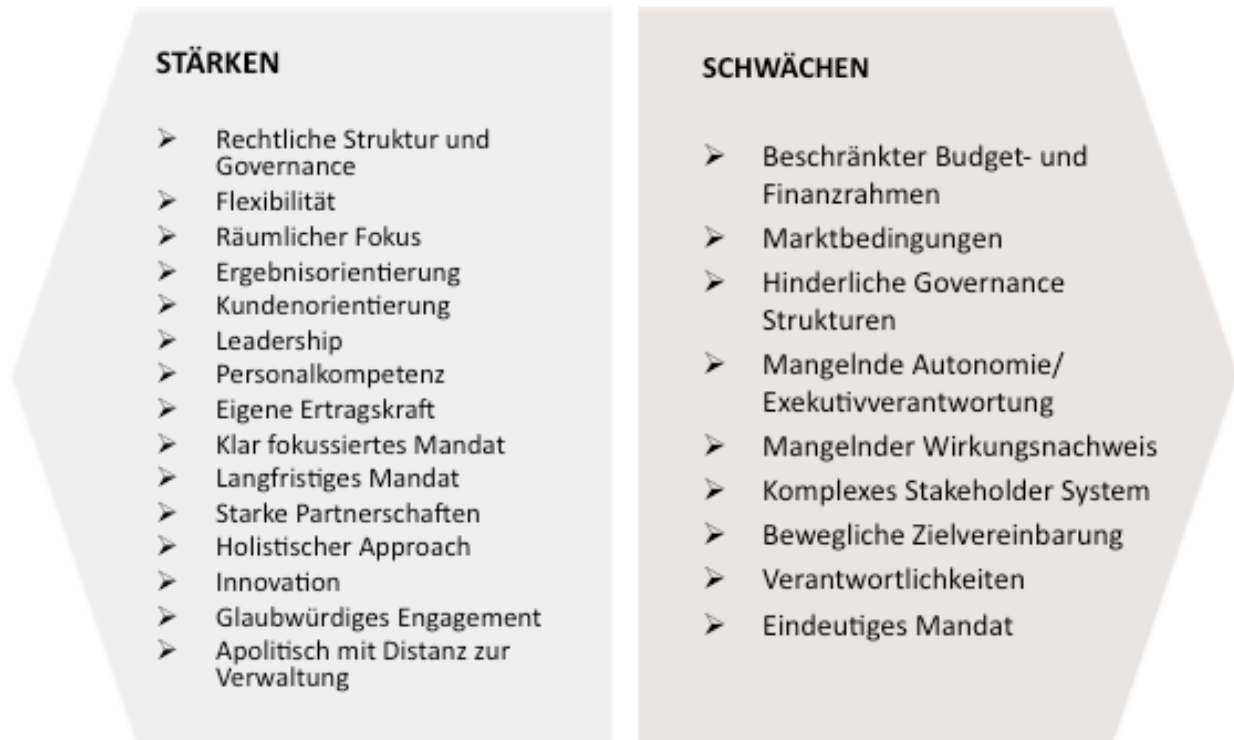 STÄRKEN
➢ Rechtliche Struktur und
Governance
➢ Flexibilität
➢ Räumlicher Fokus
➢ Ergebnisorientierung
➢ Kundenorientierung
➢ Leadership
➢ Personalkompetenz
➢ Eigene Ertragskraft
➢ Klar fokussiertes Mandat
➢ Langfristiges Mandat
➢ Starke Partnerschaften
➢ Holistischer Approach
➢ Innovation
➢ Glaubwürdiges Engagement
➢ Apolitisch mit Distanz zur
Verwaltung
SCHWÄCHEN
➢ Beschränkter Budget- und
Finanzrahmen
➢ Marktbedingungen
➢ Hinderliche Governance
Strukturen
➢ Mangelnde Autonomie/
Exekutivverantwortung
➢ Mangelnder Wirkungsnachweis
➢ Komplexes Stakeholder System
➢ Bewegliche Zielvereinbarung
➢ Verantwortlichkeiten
➢ Eindeutiges Mandat